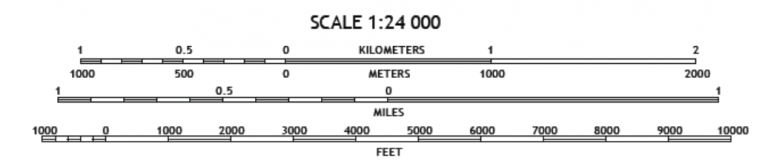 SCALE 1:24 000
1 0.5 0 KILOMETERS 1 2
1000 500 0 METERS 1000 2000
1 0.5 0 1
MILES
1000 0 1000 2000 3000 4000 5000 6000 7000 8000 9000 10000
FEET